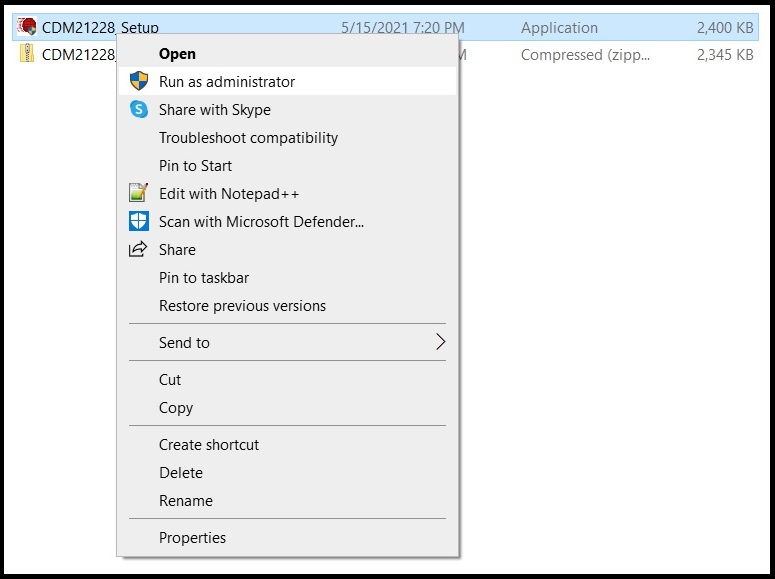 CDM21228_Setup 5/15/2021 7:20 PM Application 2,400 KB
CDM21228_ M Compressed (zipp... 2,345 KB
Open
Run as administrator
Share with Skype
Troubleshoot compatibility
Pin to Start
Edit with Notepad++
Scan with Microsoft Defender...
Share
Pin to taskbar
Restore previous versions
Send to
Cut
Copy
Create shortcut
Delete
Rename
Properties